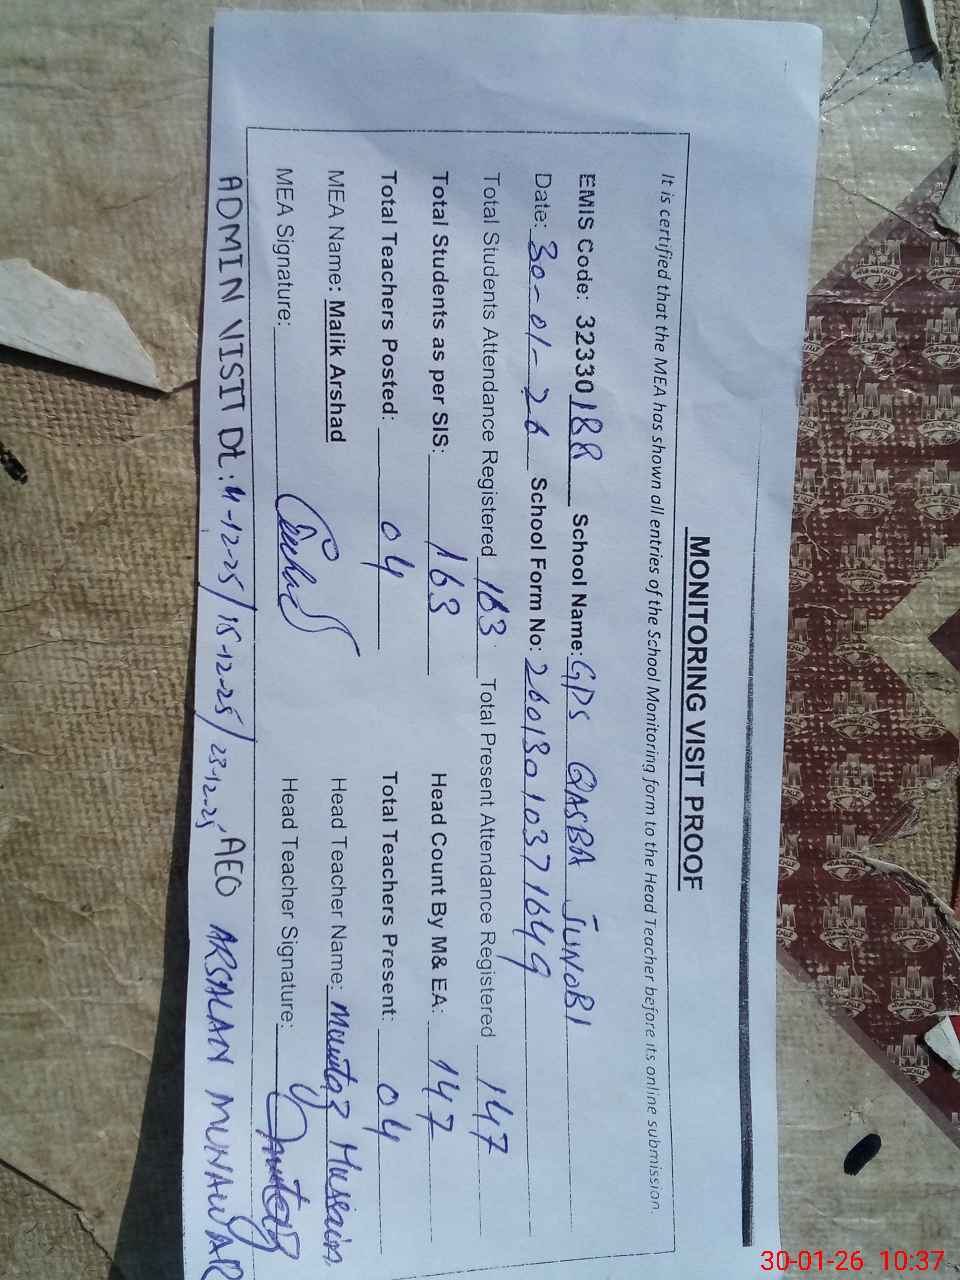 MONITORING VISIT PROOF
It is certified that the MEA has shown all entries of the School Monitoring form to the Head Teacher before its online submission.
EMIS Code: 32330188 School Name: GPS QASBA JUNOBI
Date: 30-01-26 School Form No: 2601301037 1649
Total Students Attendance Registered 163 Total Present Attendance Registered 147
Total Students as per SIS: 163 Head Count By M& EA: 147
Total Teachers Posted: 04 Total Teachers Present: 04
MEA Name: Malik Arshad Head Teacher Name: Mumtaz Hussain
MEA Signature: Head Teacher Signature:
ADMIN VISIT Dt: 4-12-25/15-12-25/23-12-25, AEO ARSALAN MUNAWAR
30-01-26 10:37